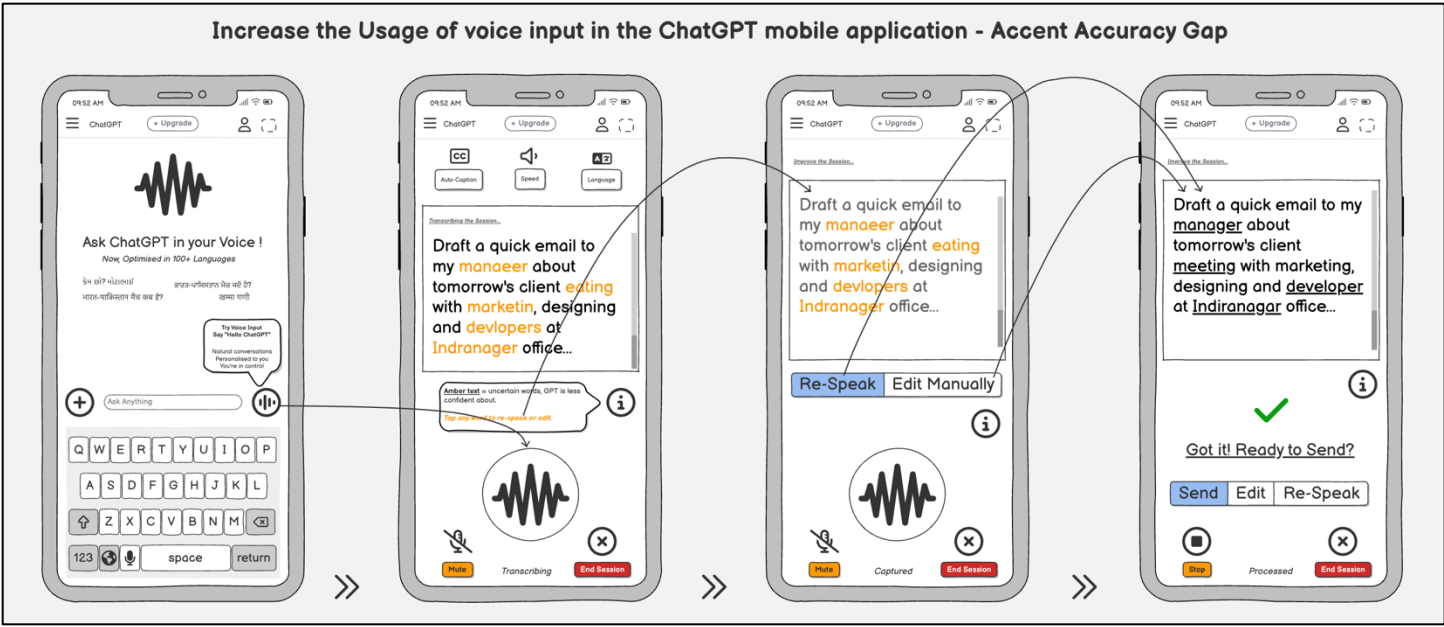 Increase the Usage of voice input in the ChatGPT mobile application - Accent Accuracy Gap
09:52 AM
ChatGPT
+ Upgrade
Ask ChatGPT in your Voice !
Now, Optimised in 100+ Languages
કેમ છો? મોટાભાઈ
ভারত-পাকিস্তান ম্যাচ কবে?
भारत-पाकिस्तान मैच कब है?
खम्मा गणी
Try Voice Input
Say "Hello ChatGPT"
Natural conversations
Personalised to you
You're in control
Ask Anything
Q W E R T Y U I O P
A S D F G H J K L
Z X C V B N M
123
space
return
09:52 AM
ChatGPT
+ Upgrade
CC
Auto-Caption
Speed
Language
Transcribing the Session...
Draft a quick email to
my manaeer about
tomorrow's client eating
with marketin, designing
and devlopers at
Indranager office...
Amber text = uncertain words, GPT is less
confident about.
Tap any word to re-speak or edit.
i
Mute
Transcribing
End Session
09:52 AM
ChatGPT
+ Upgrade
Improve the Session...
Draft a quick email to
my manaeer about
tomorrow's client eating
with marketin, designing
and devlopers at
Indranager office...
Re-Speak
Edit Manually
i
Mute
Captured
End Session
09:52 AM
ChatGPT
+ Upgrade
Improve the Session...
Draft a quick email to my
manager about
tomorrow's client
meeting with marketing,
designing and developer
at Indiranagar office...
i
Got it! Ready to Send?
Send
Edit
Re-Speak
Stop
Processed
End Session